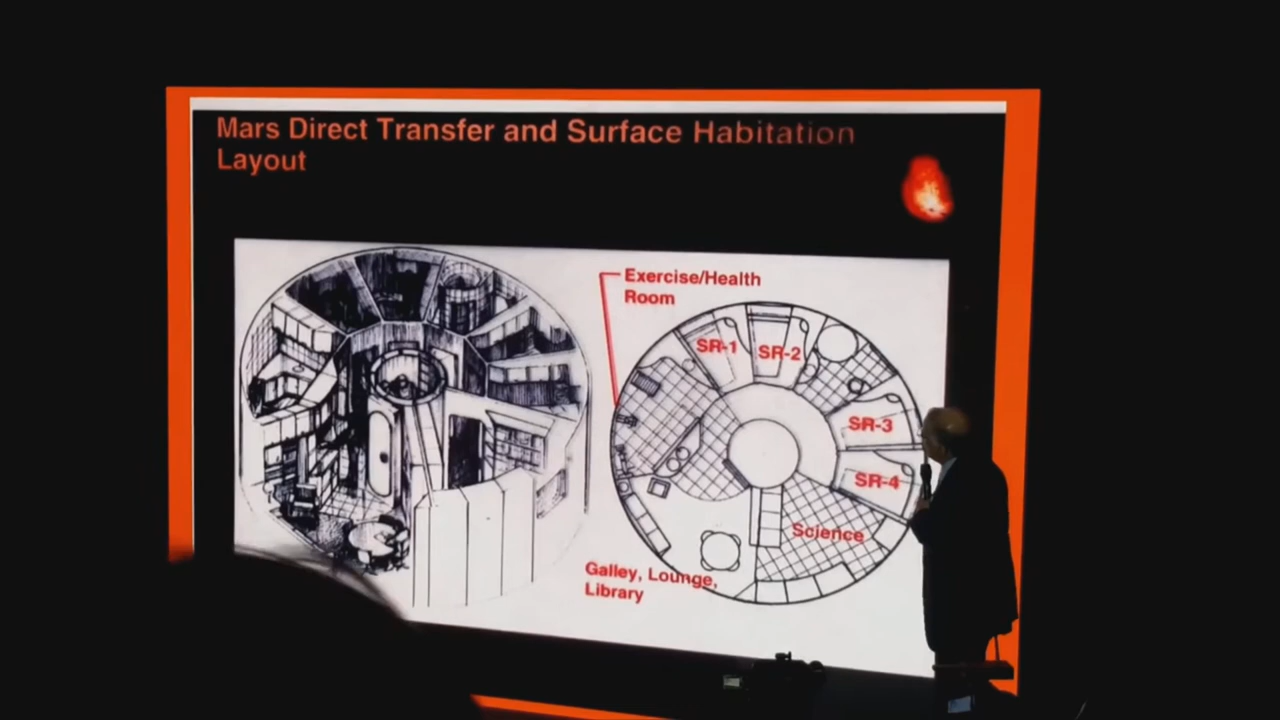 Mars Direct Transfer and Surface Habitation
Layout
Exercise/Health
Room
SR-1
SR-2
SR-3
SR-4
Science
Galley, Lounge,
Library